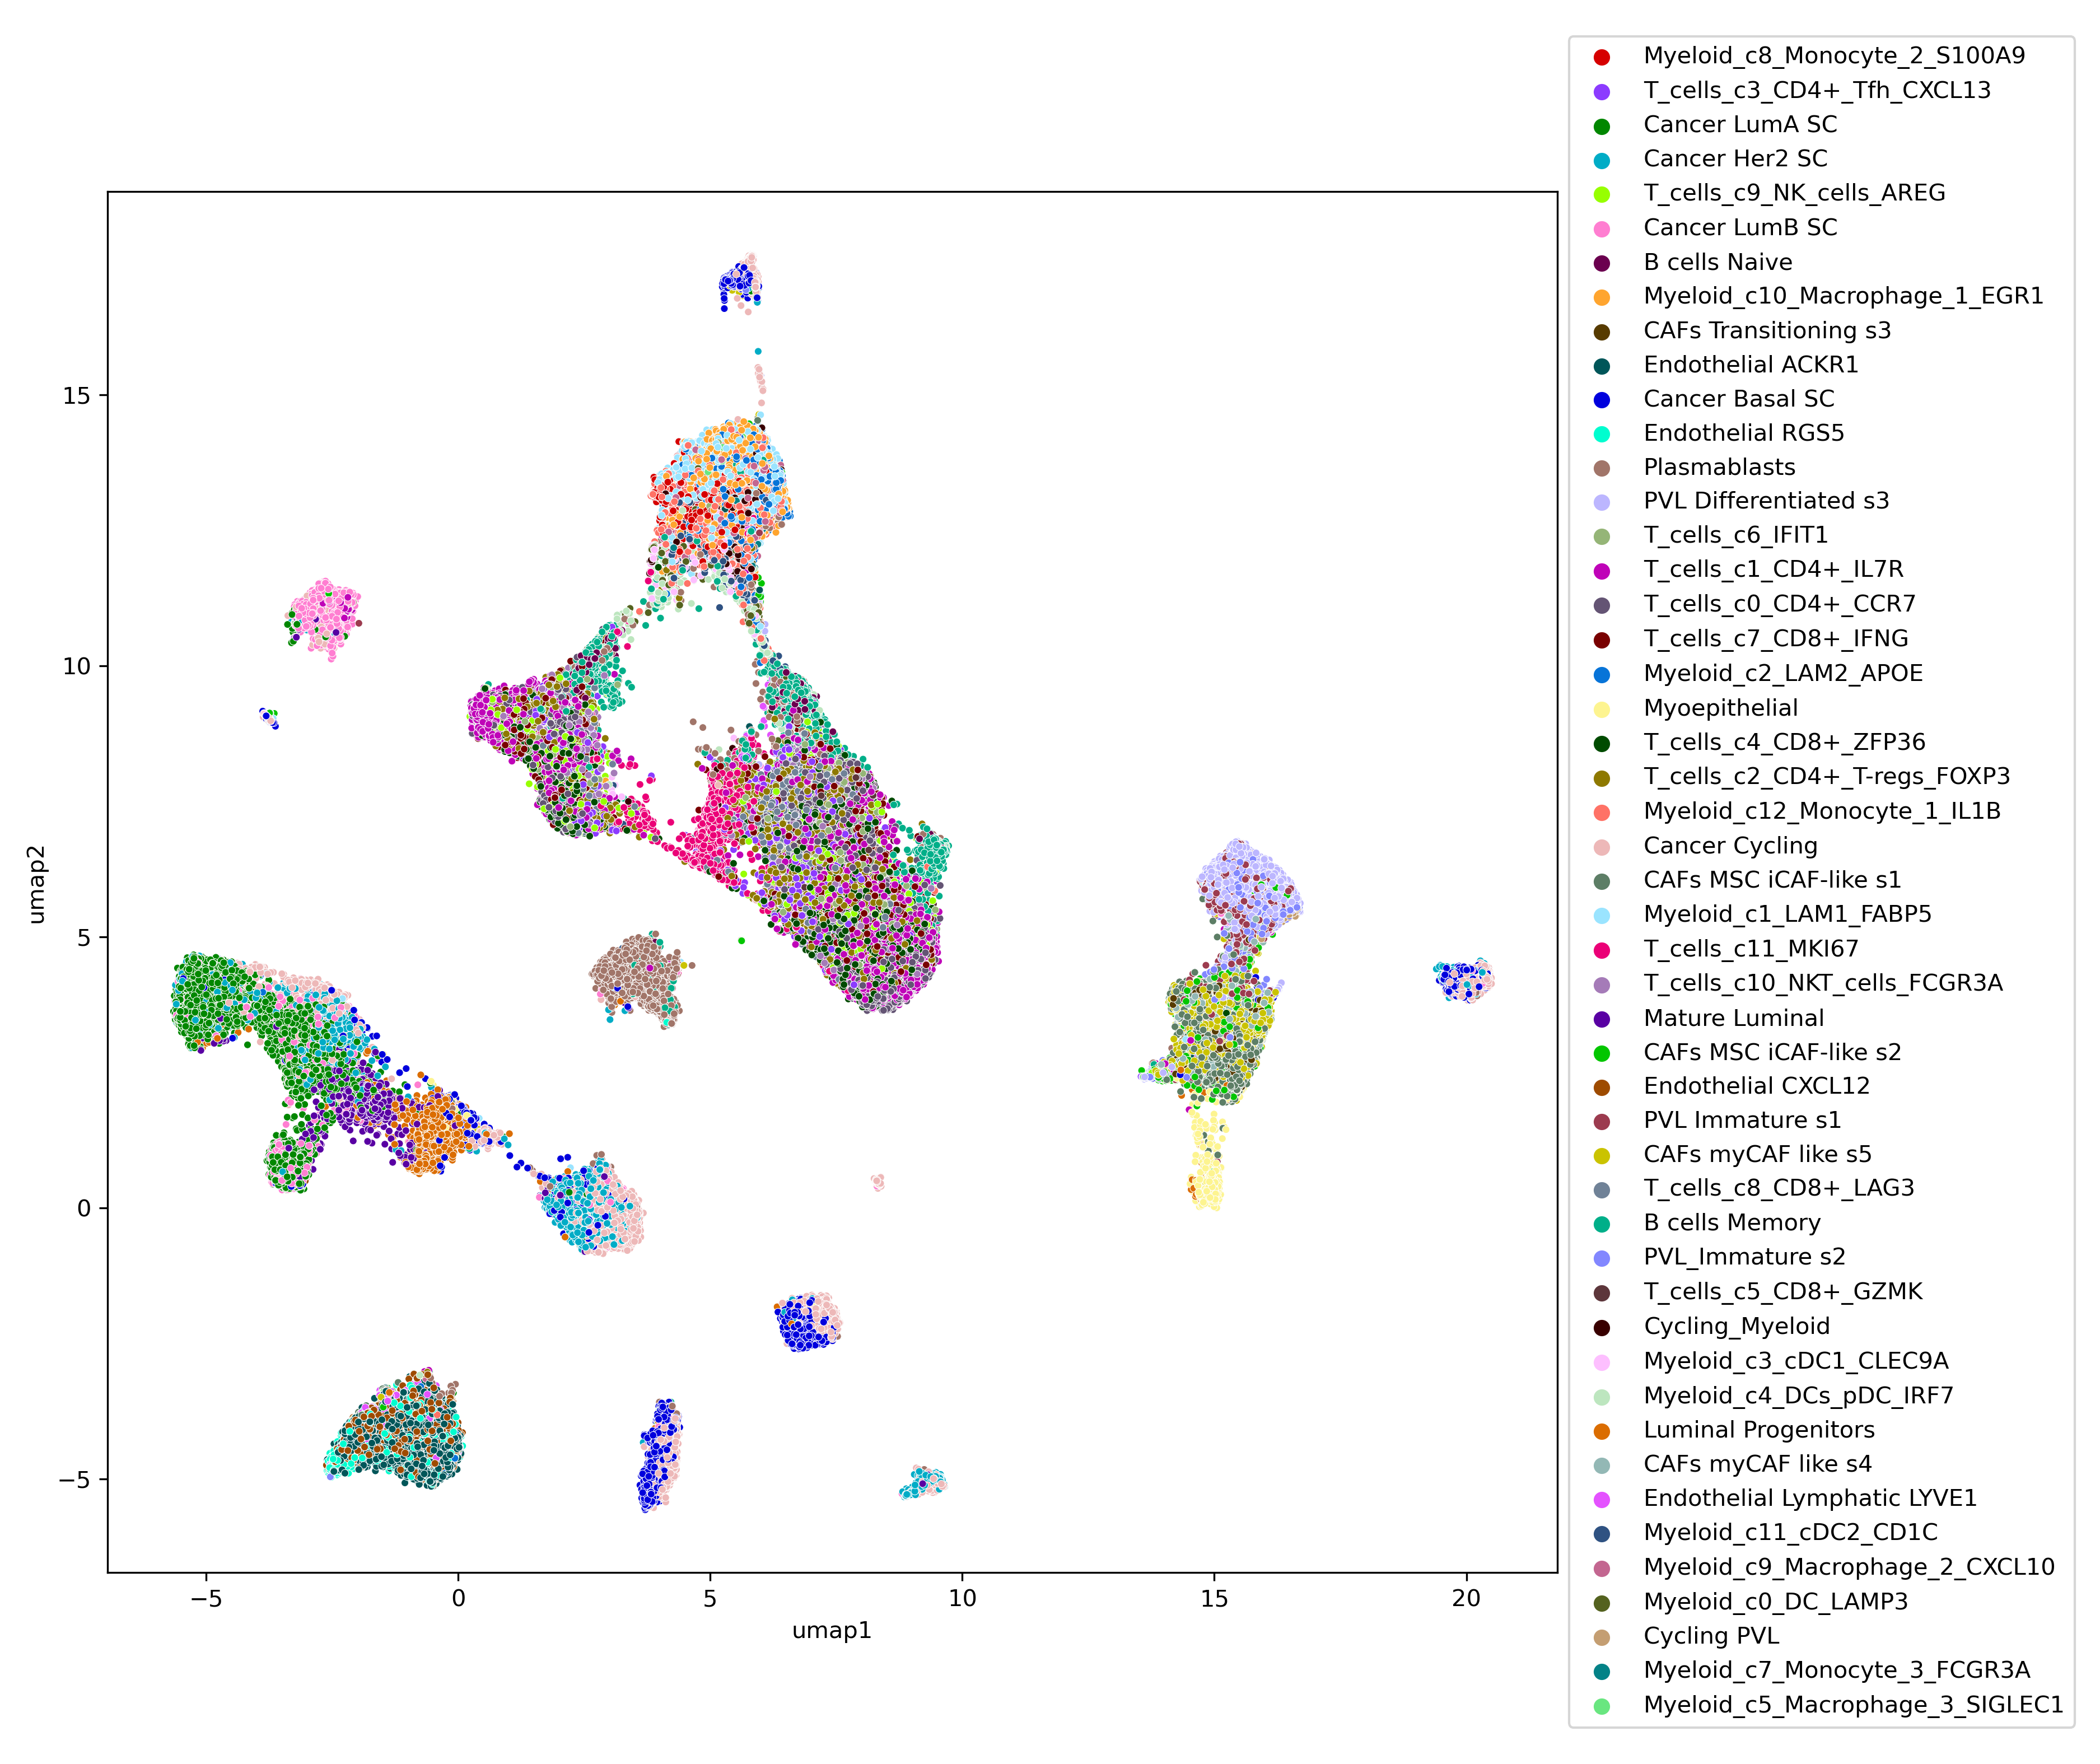 Myeloid_c8_Monocyte_2_S100A9
T_cells_c3_CD4+_Tfh_CXCL13
Cancer LumA SC
Cancer Her2 SC
T_cells_c9_NK_cells_AREG
Cancer LumB SC
B cells Naive
Myeloid_c10_Macrophage_1_EGR1
CAFs Transitioning s3
Endothelial ACKR1
Cancer Basal SC
Endothelial RGS5
Plasmablasts
PVL Differentiated s3
T_cells_c6_IFIT1
T_cells_c1_CD4+_IL7R
T_cells_c0_CD4+_CCR7
T_cells_c7_CD8+_IFNG
Myeloid_c2_LAM2_APOE
Myoepithelial
T_cells_c4_CD8+_ZFP36
T_cells_c2_CD4+_T-regs_FOXP3
Myeloid_c12_Monocyte_1_IL1B
Cancer Cycling
CAFs MSC iCAF-like s1
Myeloid_c1_LAM1_FABP5
T_cells_c11_MKI67
T_cells_c10_NKT_cells_FCGR3A
Mature Luminal
CAFs MSC iCAF-like s2
Endothelial CXCL12
PVL Immature s1
CAFs myCAF like s5
T_cells_c8_CD8+_LAG3
B cells Memory
PVL_Immature s2
T_cells_c5_CD8+_GZMK
Cycling_Myeloid
Myeloid_c3_cDC1_CLEC9A
Myeloid_c4_DCs_pDC_IRF7
Luminal Progenitors
CAFs myCAF like s4
Endothelial Lymphatic LYVE1
Myeloid_c11_cDC2_CD1C
Myeloid_c9_Macrophage_2_CXCL10
Myeloid_c0_DC_LAMP3
Cycling PVL
Myeloid_c7_Monocyte_3_FCGR3A
Myeloid_c5_Macrophage_3_SIGLEC1
15
10
5
0
−5
umap2
−5
0
5
10
15
20
umap1